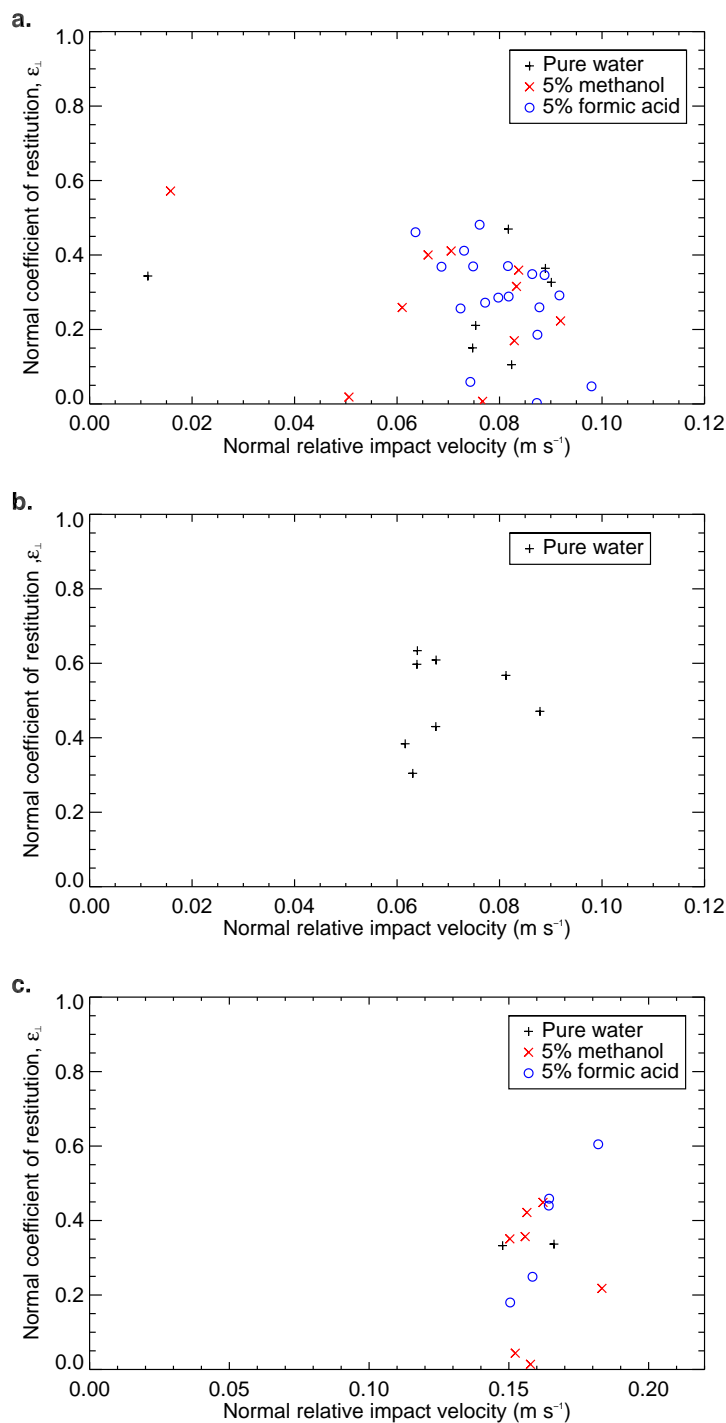 a.
1.0
0.8
0.6
0.4
0.2
0.0
Normal coefficient of restitution, ε⊥
Pure water
5% methanol
5% formic acid
0.00 0.02 0.04 0.06 0.08 0.10 0.12
Normal relative impact velocity (m s⁻¹)
b.
1.0
0.8
0.6
0.4
0.2
0.0
Normal coefficient of restitution ,ε⊥
Pure water
0.00 0.02 0.04 0.06 0.08 0.10 0.12
Normal relative impact velocity (m s⁻¹)
c.
1.0
0.8
0.6
0.4
0.2
0.0
Normal coefficient of restitution, ε⊥
Pure water
5% methanol
5% formic acid
0.00 0.05 0.10 0.15 0.20
Normal relative impact velocity (m s⁻¹)